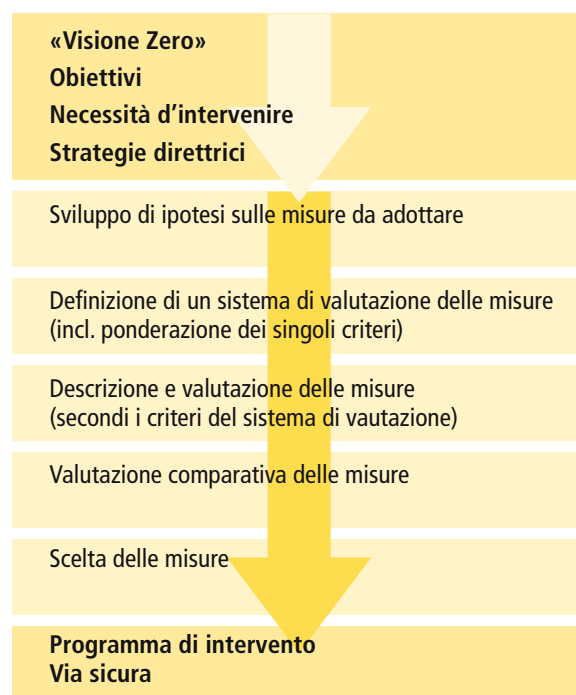 «Visione Zero»
Obiettivi
Necessità d'intervenire
Strategie direttrici
Sviluppo di ipotesi sulle misure da adottare
Definizione di un sistema di valutazione delle misure
(incl. ponderazione dei singoli criteri)
Descrizione e valutazione delle misure
(secondi i criteri del sistema di vautazione)
Valutazione comparativa delle misure
Scelta delle misure
Programma di intervento
Via sicura